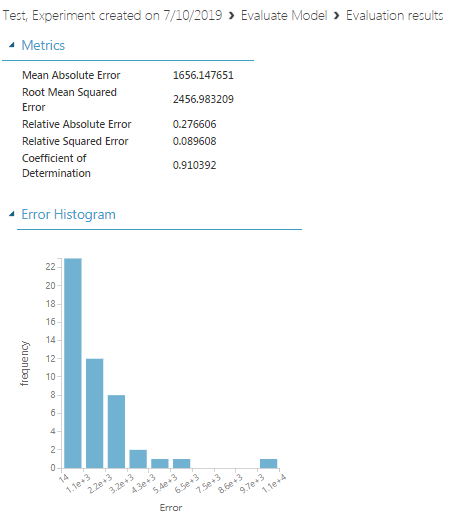 Test, Experiment created on 7/10/2019 › Evaluate Model › Evaluation results
Metrics
Mean Absolute Error 1656.147651
Root Mean Squared
Error 2456.983209
Relative Absolute Error 0.276606
Relative Squared Error 0.089608
Coefficient of
Determination 0.910392
Error Histogram
22
20
18
16
14
12
10
8
6
4
2
0
frequency
14 1.1e+3 2.2e+3 3.2e+3 4.3e+3 5.4e+3 6.5e+3 7.5e+3 8.6e+3 9.7e+3 1.1e+4
Error